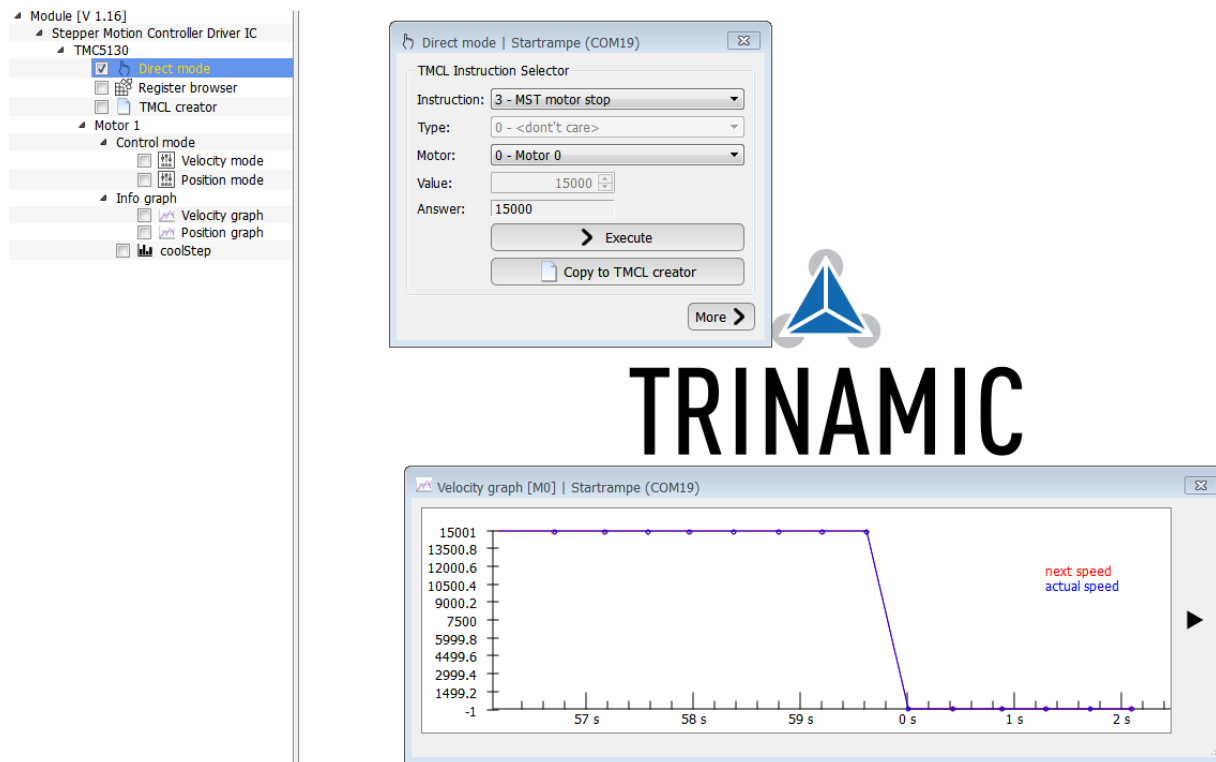 Module [V 1.16]
Stepper Motion Controller Driver IC
TMC5130
Direct mode
Register browser
TMCL creator
Motor 1
Control mode
Velocity mode
Position mode
Info graph
Velocity graph
Position graph
coolStep
Direct mode | Startrampe (COM19)
TMCL Instruction Selector
Instruction: 3 - MST motor stop
Type: 0 - <don't care>
Motor: 0 - Motor 0
Value: 15000
Answer: 15000
Execute
Copy to TMCL creator
More
TRINAMIC
Velocity graph [M0] | Startrampe (COM19)
15001
13500.8
12000.6
10500.4
9000.2
7500
5999.8
4499.6
2999.4
1499.2
-1
next speed
actual speed
57 s 58 s 59 s 0 s 1 s 2 s